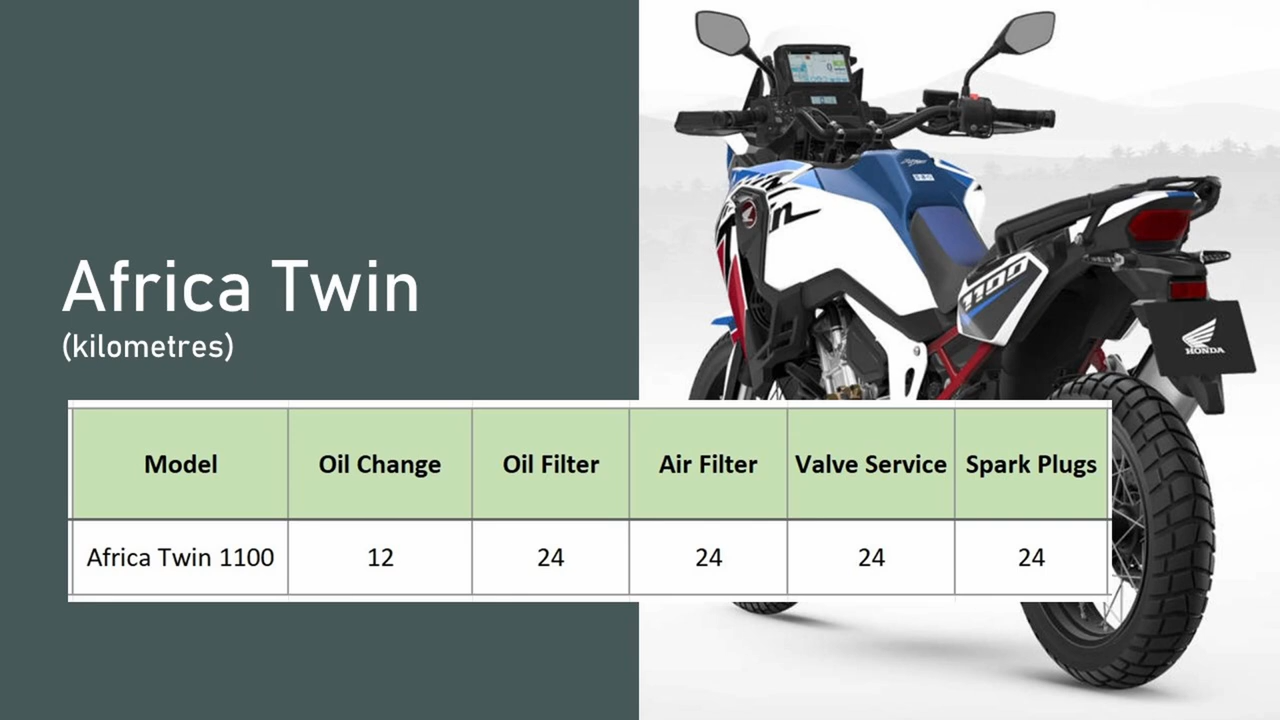 Africa Twin
(kilometres)
1100
HONDA
Model Oil Change Oil Filter Air Filter Valve Service Spark Plugs
Africa Twin 1100 12 24 24 24 24